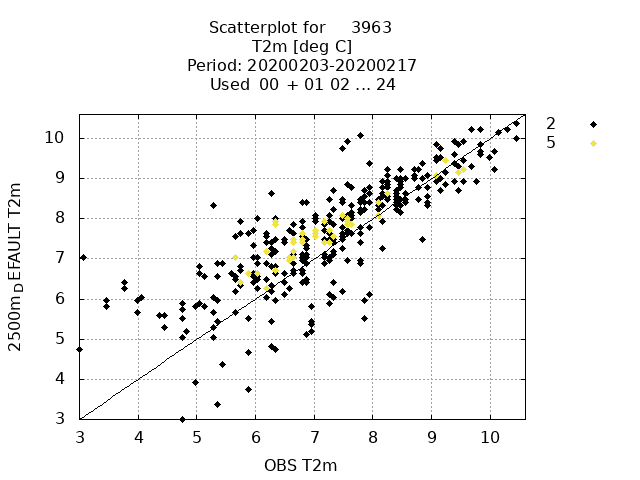 Scatterplot for 3963
T2m [deg C]
Period: 20200203-20200217
Used 00 + 01 02 ... 24
2
5
10
9
8
7
6
5
4
3
2500m_DEFAULT T2m
3 4 5 6 7 8 9 10
OBS T2m